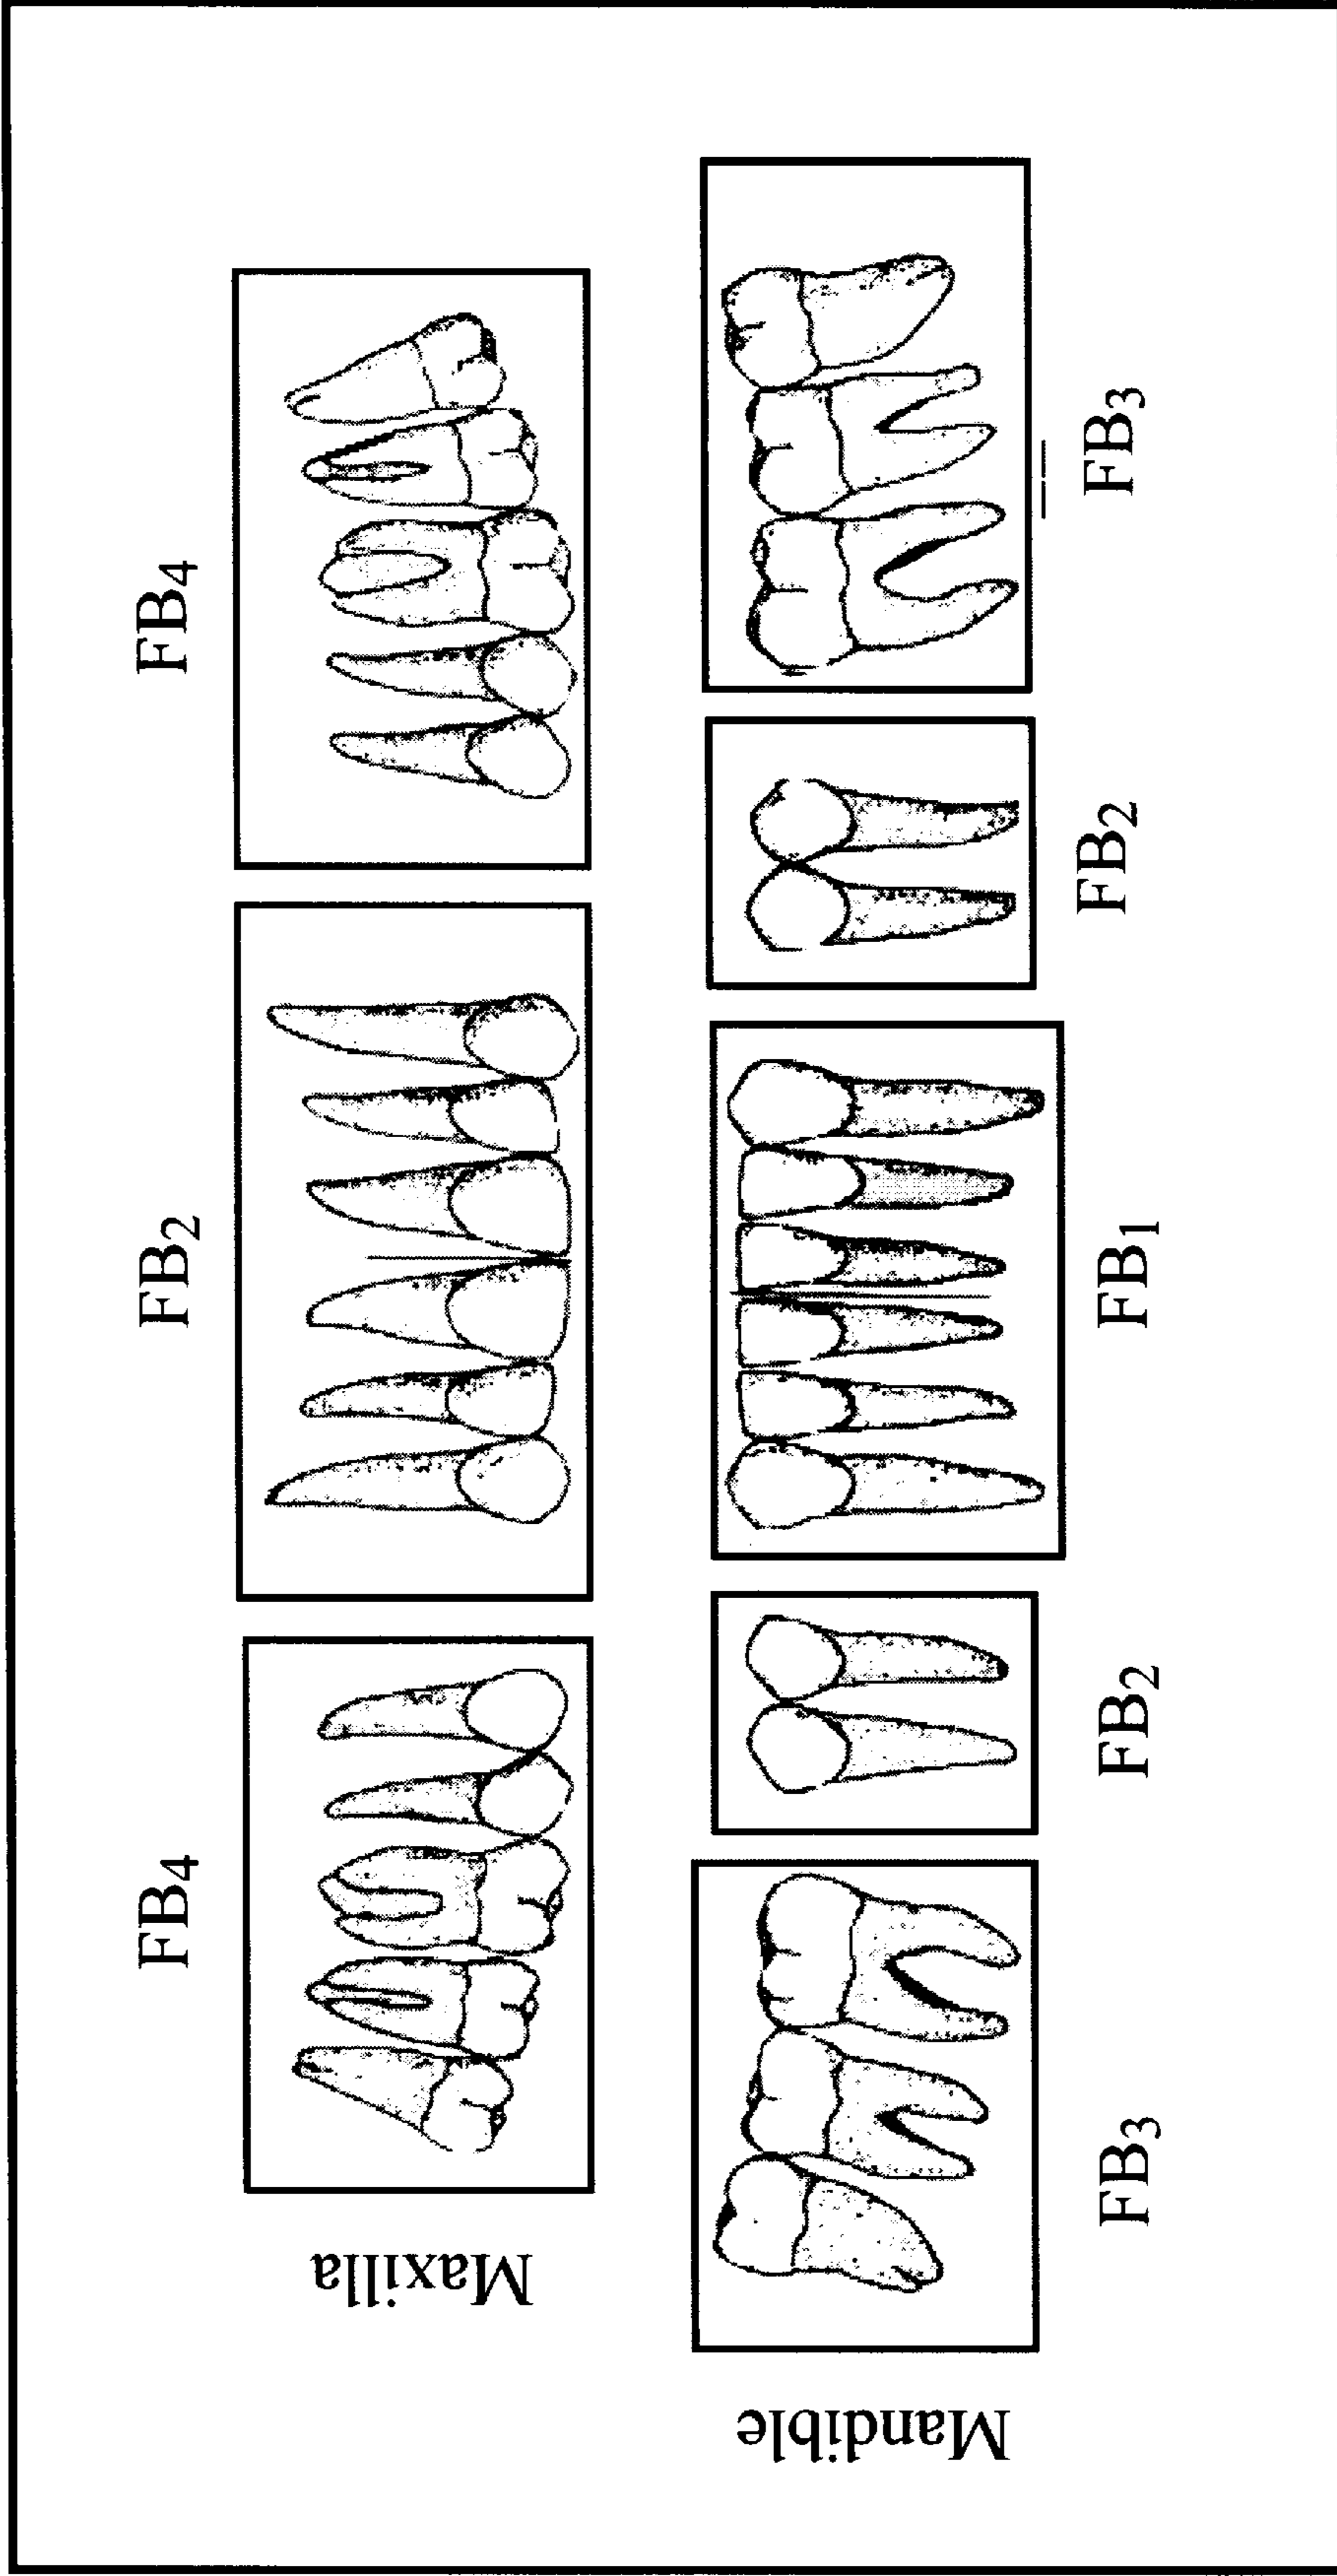 FB₄ FB₂ FB₄
Maxilla
Mandible
FB₃ FB₂ FB₁ FB₂ FB₃